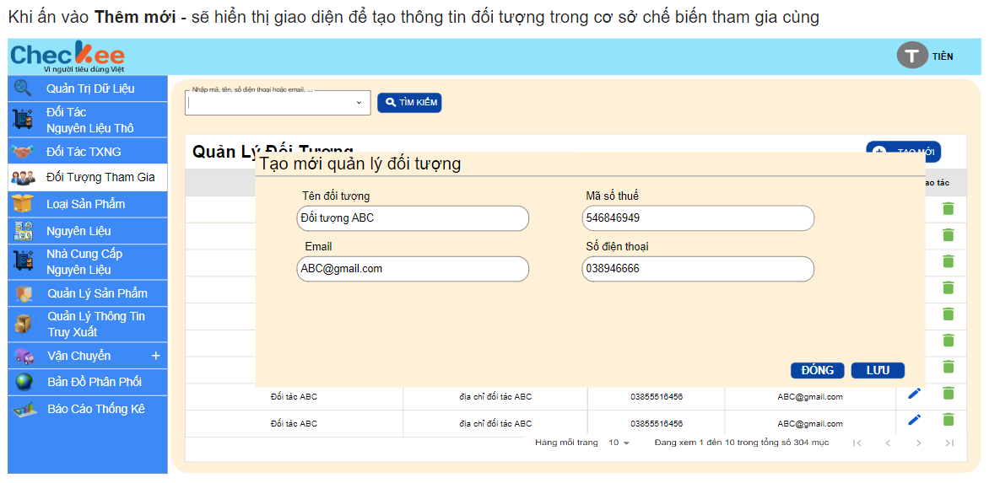 Khi ấn vào Thêm mới - sẽ hiển thị giao diện để tạo thông tin đối tượng trong cơ sở chế biến tham gia cùng
Checkee
Vì người tiêu dùng Việt
T TIÊN
Quản Trị Dữ Liệu
Đối Tác
Nguyên Liệu Thô
Đối Tác TXNG
Đối Tượng Tham Gia
Loại Sản Phẩm
Nguyên Liệu
Nhà Cung Cấp
Nguyên Liệu
Quản Lý Sản Phẩm
Quản Lý Thông Tin
Truy Xuất
Vận Chuyển +
Bản Đồ Phân Phối
Báo Cáo Thống Kê
Nhập mã, tên, số điện thoại hoặc email, ...
TÌM KIẾM
Quản Lý Đối Tượng
TẠO MỚI
ao tác
Tạo mới quản lý đối tượng
Tên đối tượng Mã số thuế
Đối tượng ABC 546846949
Email Số điện thoại
ABC@gmail.com 038946666
ĐÓNG LƯU
Đối tác ABC địa chỉ đối tác ABC 03855516456 ABC@gmail.com
Đối tác ABC địa chỉ đối tác ABC 03855516456 ABC@gmail.com
Hàng mỗi trang 10 Đang xem 1 đến 10 trong tổng số 304 mục